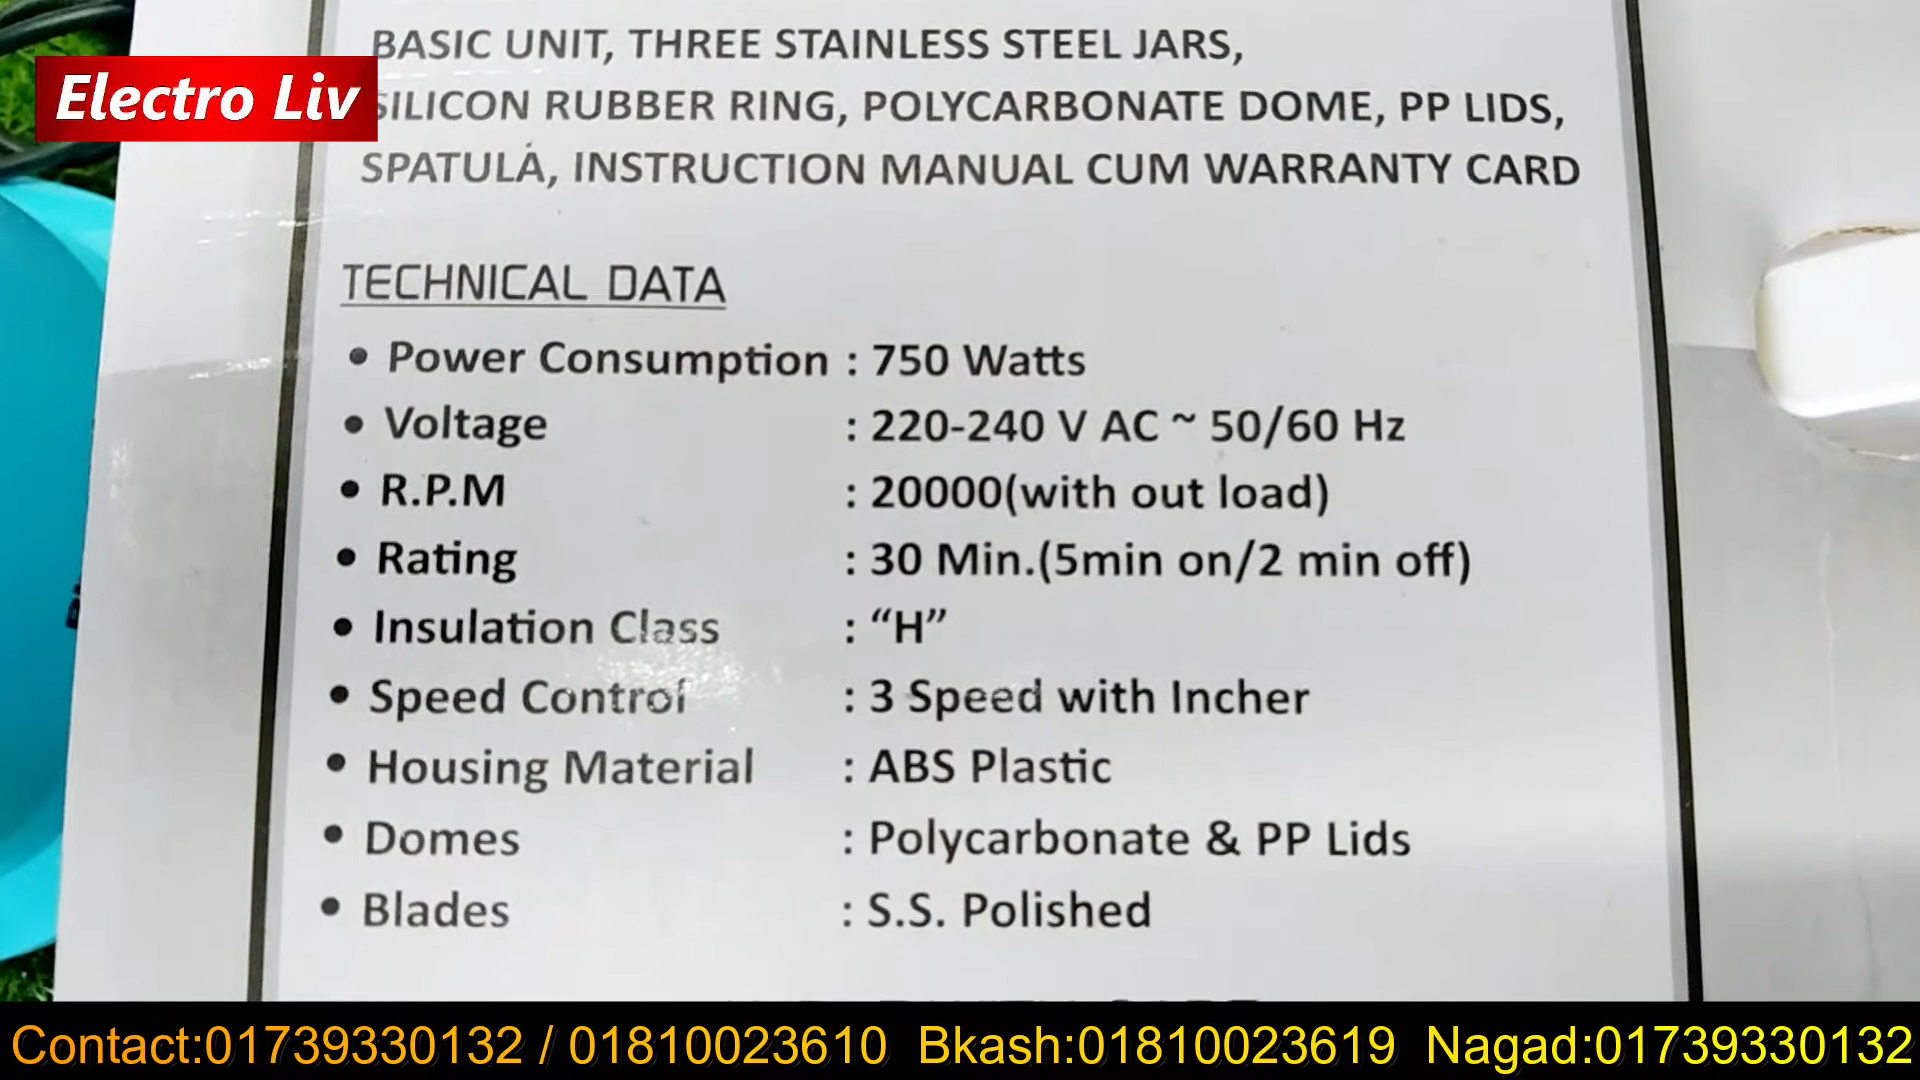 BASIC UNIT, THREE STAINLESS STEEL JARS,
Electro Liv
SILICON RUBBER RING, POLYCARBONATE DOME, PP LIDS,
SPATULA, INSTRUCTION MANUAL CUM WARRANTY CARD
TECHNICAL DATA
• Power Consumption : 750 Watts
• Voltage : 220-240 V AC ~ 50/60 Hz
• R.P.M : 20000(with out load)
• Rating : 30 Min.(5min on/2 min off)
• Insulation Class : “H”
• Speed Control : 3 Speed with Incher
• Housing Material : ABS Plastic
• Domes : Polycarbonate & PP Lids
• Blades : S.S. Polished
Contact:01739330132 / 01810023610 Bkash:01810023619 Nagad:01739330132